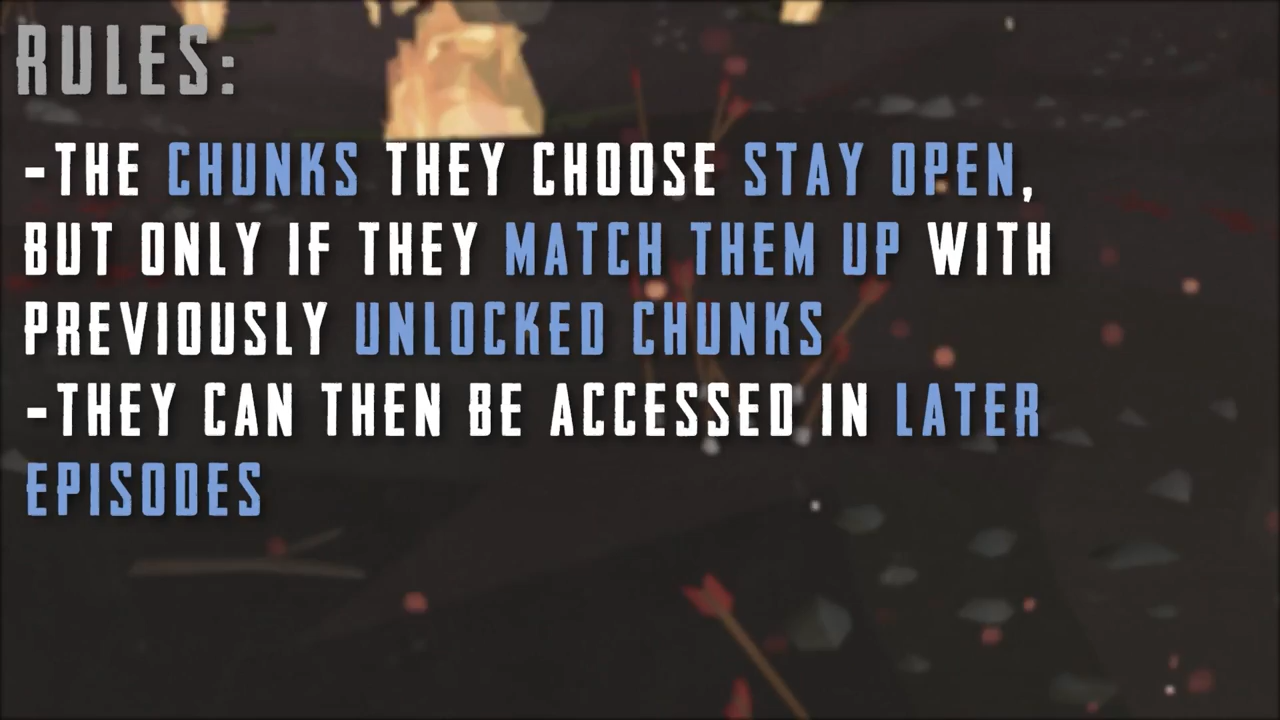 RULES:
-THE CHUNKS THEY CHOOSE STAY OPEN,
BUT ONLY IF THEY MATCH THEM UP WITH
PREVIOUSLY UNLOCKED CHUNKS
-THEY CAN THEN BE ACCESSED IN LATER
EPISODES